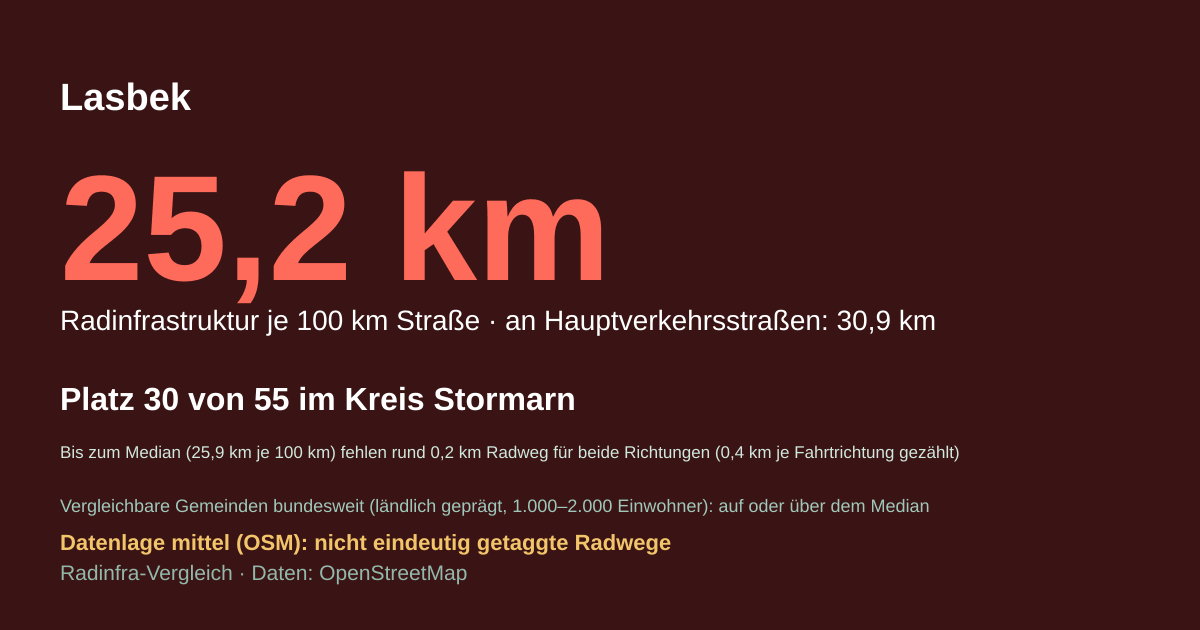 Lasbek
25,2 km
Radinfrastruktur je 100 km Straße · an Hauptverkehrsstraßen: 30,9 km
Platz 30 von 55 im Kreis Stormarn
Bis zum Median (25,9 km je 100 km) fehlen rund 0,2 km Radweg für beide Richtungen (0,4 km je Fahrtrichtung gezählt)
Vergleichbare Gemeinden bundesweit (ländlich geprägt, 1.000–2.000 Einwohner): auf oder über dem Median
Datenlage mittel (OSM): nicht eindeutig getaggte Radwege
Radinfra-Vergleich · Daten: OpenStreetMap